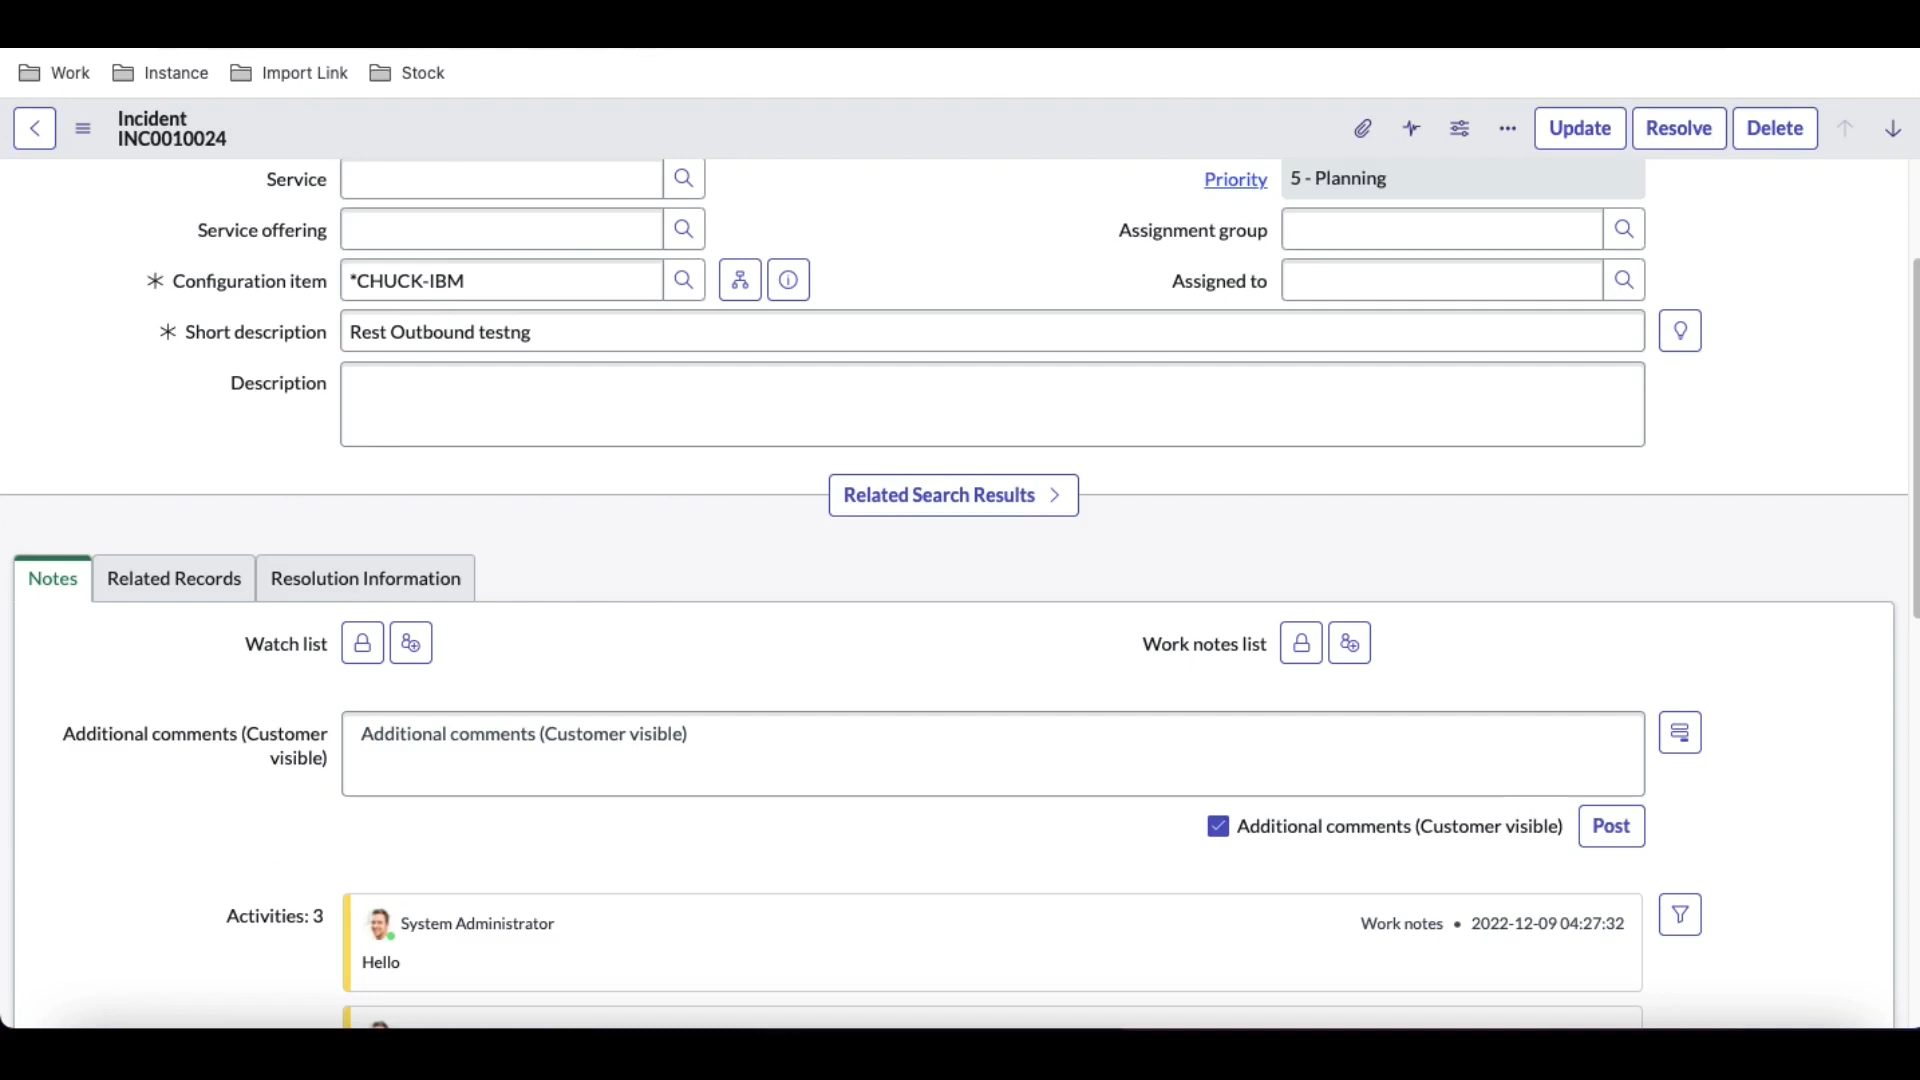 Work Instance Import Link Stock
Incident
INC0010024
Update Resolve Delete
Service
Priority 5 - Planning
Service offering
Assignment group
* Configuration item *CHUCK-IBM
Assigned to
* Short description Rest Outbound testng
Description
Related Search Results >
Notes Related Records Resolution Information
Watch list
Work notes list
Additional comments (Customer
visible)
Additional comments (Customer visible)
Additional comments (Customer visible) Post
Activities: 3
System Administrator Work notes • 2022-12-09 04:27:32
Hello